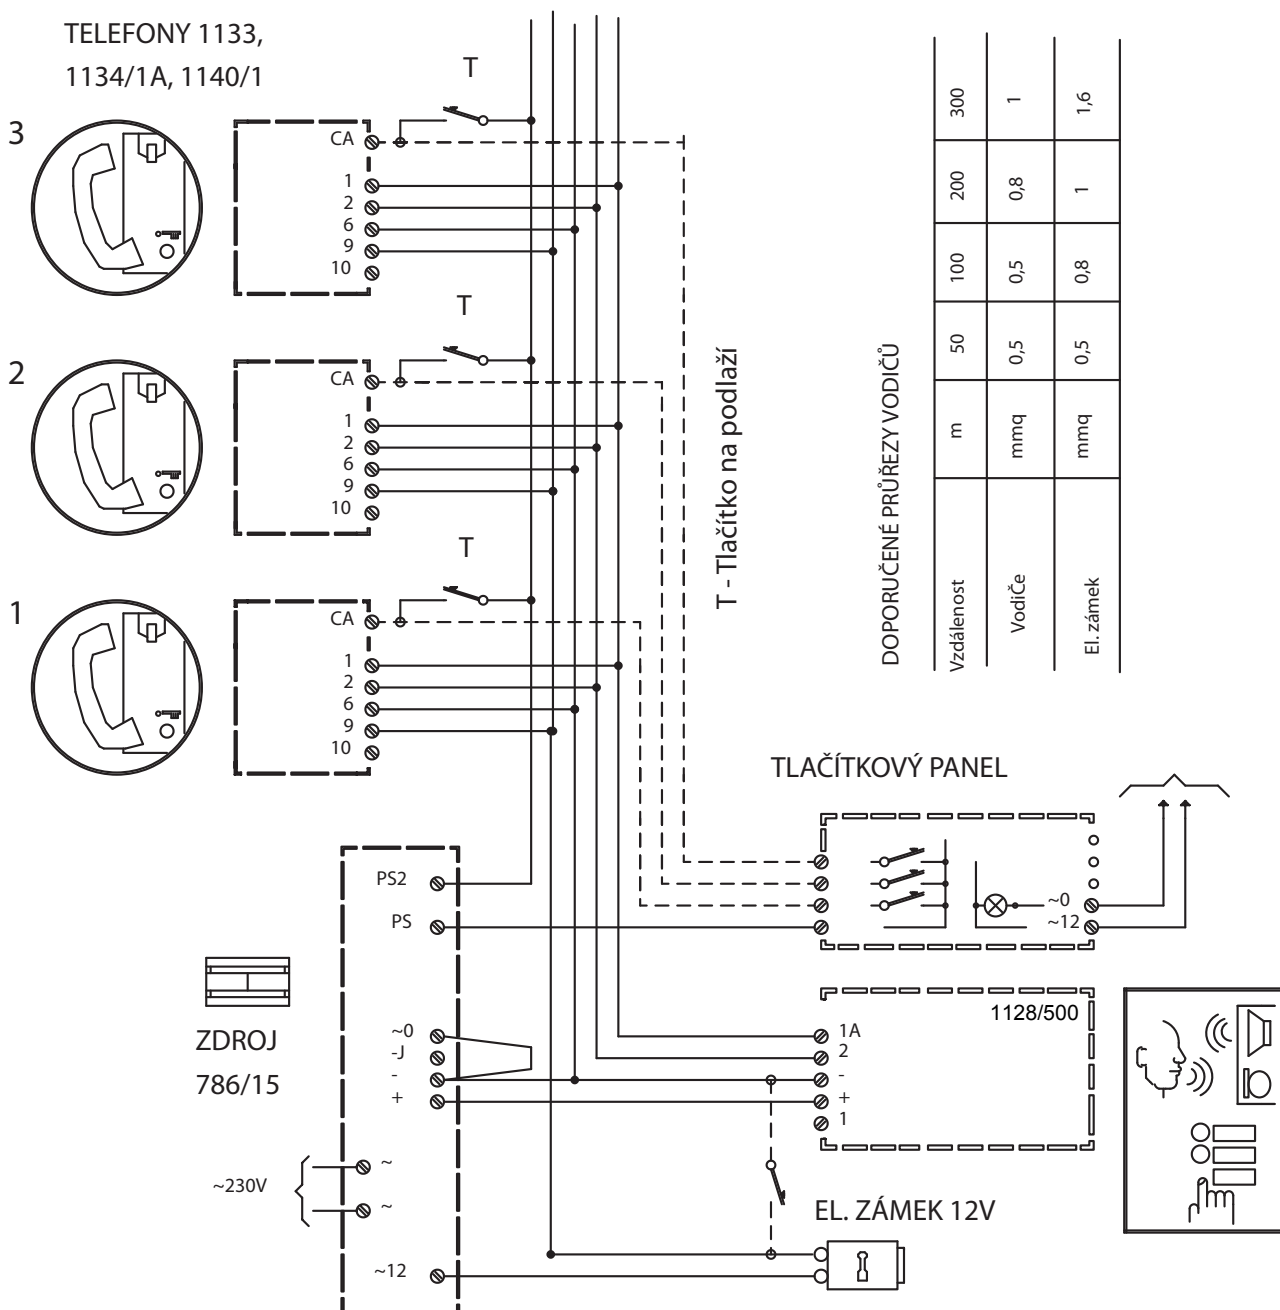 TELEFONY 1133,
1134/1A, 1140/1
T
3
CA
1
2
6
9
10
T
2
CA
1
2
6
9
10
T
1
CA
1
2
6
9
10
T - Tlačítko na podlaží
DOPORUČENÉ PRŮŘEZY VODIČŮ
Vzdálenost m 50 100 200 300
VodiČe mmq 0,5 0,5 0,8 1
El. zámek mmq 0,5 0,8 1 1,6
TLAČÍTKOVÝ PANEL
~0
~12
PS2
PS
ZDROJ
786/15
~0
-J
-
+
~230V
~
~
~12
1128/500
1A
2
-
+
1
EL. ZÁMEK 12V